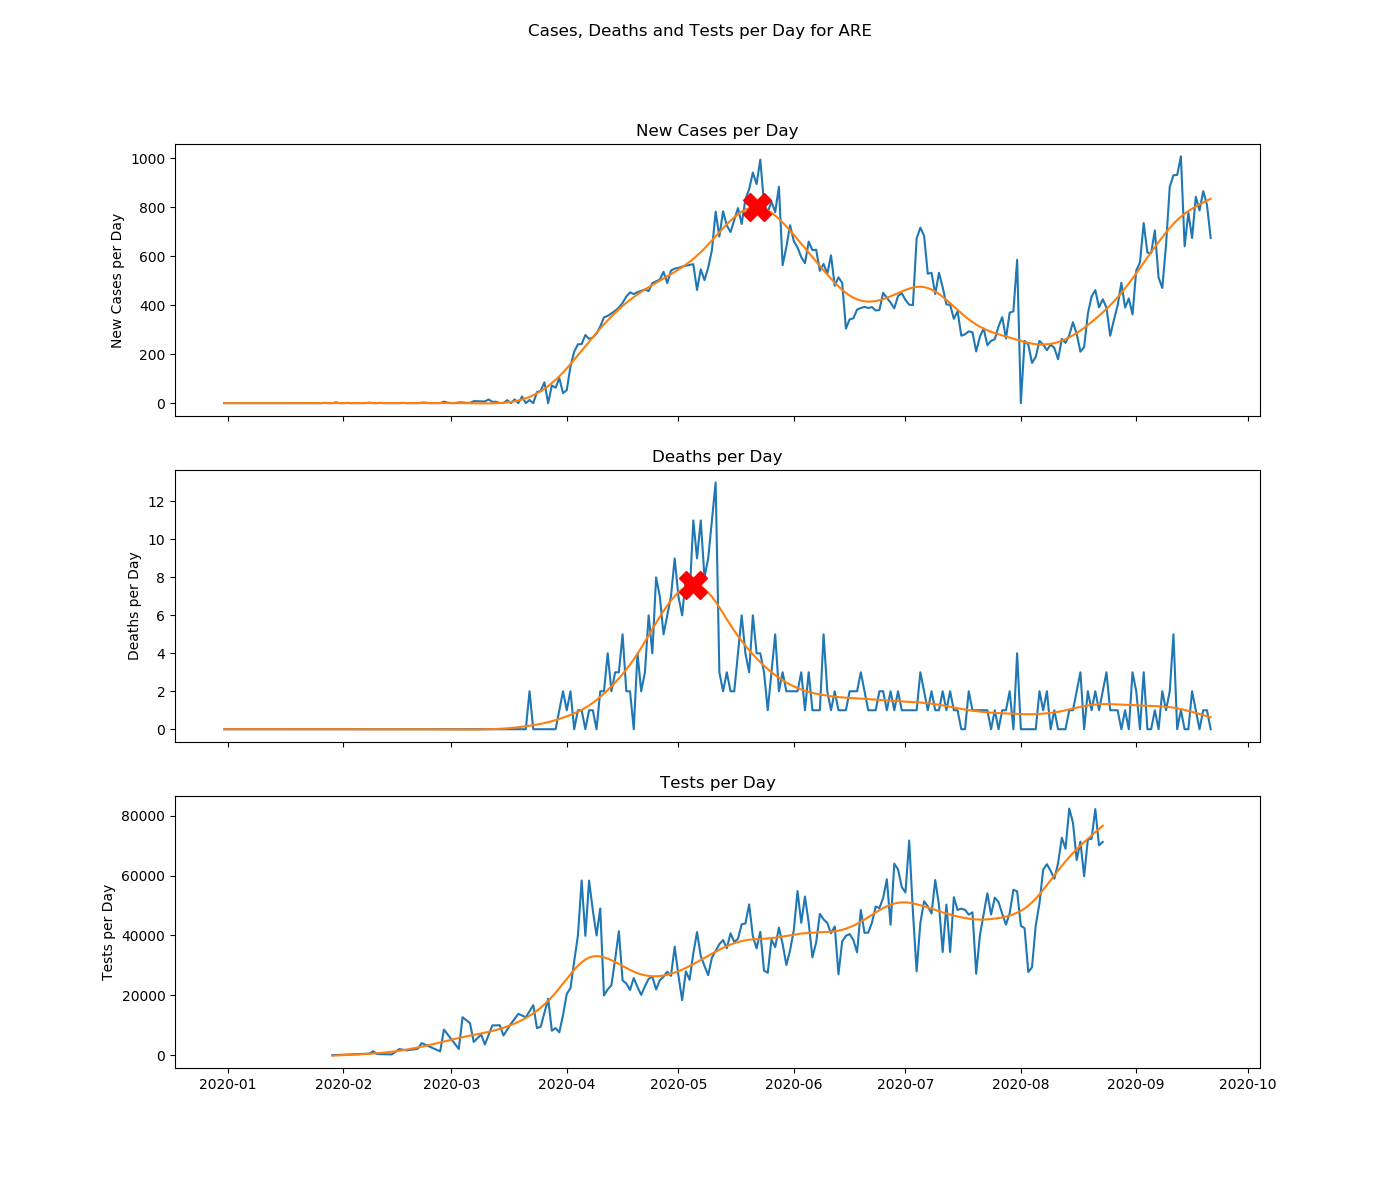 Cases, Deaths and Tests per Day for ARE
New Cases per Day
New Cases per Day
1000
800
600
400
200
0
Deaths per Day
Deaths per Day
12
10
8
6
4
2
0
Tests per Day
Tests per Day
80000
60000
40000
20000
0
2020-01 2020-02 2020-03 2020-04 2020-05 2020-06 2020-07 2020-08 2020-09 2020-10